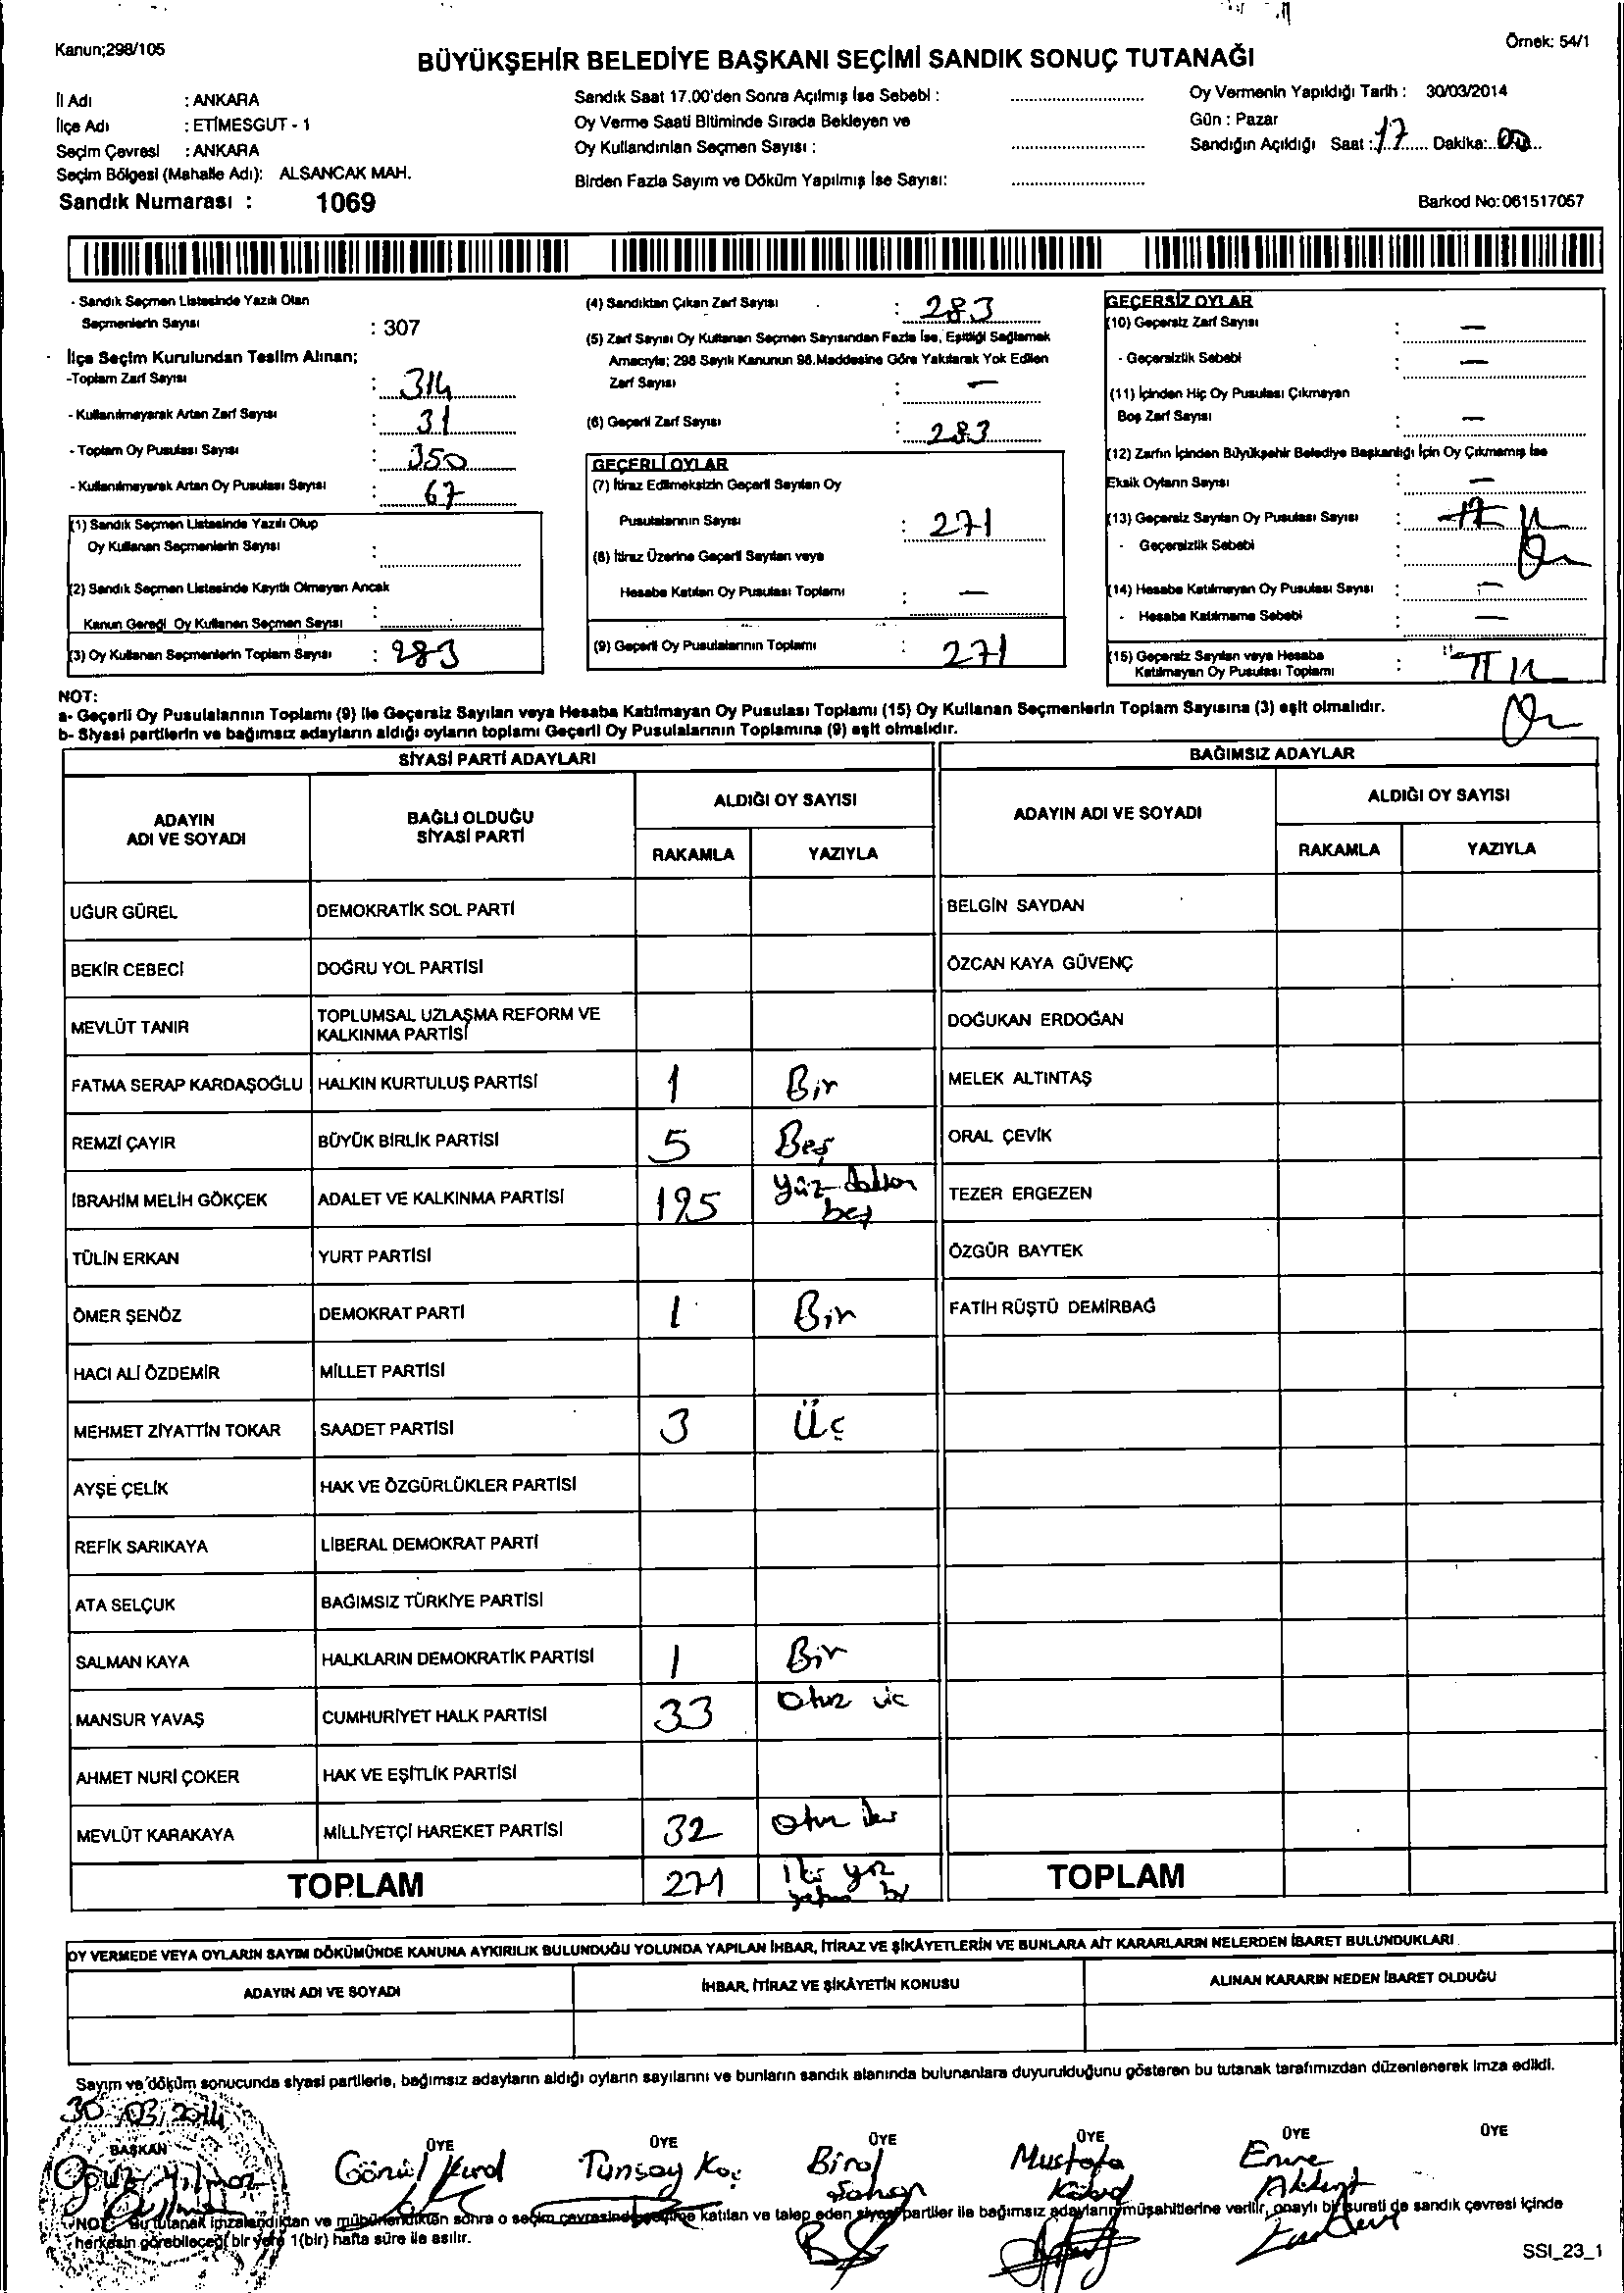 Kanun;298/105
Örnek: 54/1
BÜYÜKŞEHİR BELEDİYE BAŞKANI SEÇİMİ SANDIK SONUÇ TUTANAĞI
İl Adı : ANKARA
İlçe Adı : ETİMESGUT - 1
Seçim Çevresi : ANKARA
Seçim Bölgesi (Mahalle Adı): ALSANCAK MAH.
Sandık Numarası : 1069
Sandık Saat 17.00'den Sonra Açılmış İse Sebebi :
Oy Verme Saati Bitiminde Sırada Bekleyen ve
Oy Kullandırılan Seçmen Sayısı :
Birden Fazla Sayım ve Döküm Yapılmış İse Sayısı:
Oy Vermenin Yapıldığı Tarih : 30/03/2014
Gün : Pazar
Sandığın Açıldığı Saat : 17 Dakika: 00
Barkod No:061517057
- Sandık Seçmen Listesinde Yazılı Olan
Seçmenlerin Sayısı : 307
İlçe Seçim Kurulundan Teslim Alınan;
-Toplam Zarf Sayısı : 314
- Kullanılmayarak Artan Zarf Sayısı : 31
- Toplam Oy Pusulası Sayısı : 350
- Kullanılmayarak Artan Oy Pusulası Sayısı : 67
(1) Sandık Seçmen Listesinde Yazılı Olup
Oy Kullanan Seçmenlerin Sayısı :
(2) Sandık Seçmen Listesinde Kayıtlı Olmayan Ancak
Kanun Gereği Oy Kullanan Seçmen Sayısı :
(3) Oy Kullanan Seçmenlerin Toplam Sayısı : 283
(4) Sandıktan Çıkan Zarf Sayısı : 283
(5) Zarf Sayısı Oy Kullanan Seçmen Sayısından Fazla İse, Eşitliği Sağlamak
Amacıyla; 298 Sayılı Kanunun 98.Maddesine Göre Yakılarak Yok Edilen
Zarf Sayısı : —
(6) Geçerli Zarf Sayısı : 283
GEÇERLİ OYLAR
(7) İtiraz Edilmeksizin Geçerli Sayılan Oy
Pusulalarının Sayısı : 271
(8) İtiraz Üzerine Geçerli Sayılan veya
Hesaba Katılan Oy Pusulası Toplamı : —
(9) Geçerli Oy Pusulalarının Toplamı : 271
GEÇERSİZ OYLAR
(10) Geçersiz Zarf Sayısı : —
- Geçersizlik Sebebi : —
(11) İçinden Hiç Oy Pusulası Çıkmayan
Boş Zarf Sayısı : —
(12) Zarfın İçinden Büyükşehir Belediye Başkanlığı İçin Oy Çıkmamış İse
Eksik Oyların Sayısı : —
(13) Geçersiz Sayılan Oy Pusulası Sayısı :
- Geçersizlik Sebebi :
(14) Hesaba Katılmayan Oy Pusulası Sayısı : —
- Hesaba Katılmama Sebebi : —
(15) Geçersiz Sayılan veya Hesaba
Katılmayan Oy Pusulası Toplamı :
NOT:
a- Geçerli Oy Pusulalarının Toplamı (9) ile Geçersiz Sayılan veya Hesaba Katılmayan Oy Pusulası Toplamı (15) Oy Kullanan Seçmenlerin Toplam Sayısına (3) eşit olmalıdır.
b- Siyasi partilerin ve bağımsız adayların aldığı oyların toplamı Geçerli Oy Pusulalarının Toplamına (9) eşit olmalıdır.
SİYASİ PARTİ ADAYLARI
BAĞIMSIZ ADAYLAR
ADAYIN
ADI VE SOYADI
BAĞLI OLDUĞU
SİYASİ PARTİ
ALDIĞI OY SAYISI
RAKAMLA YAZIYLA
ADAYIN ADI VE SOYADI
ALDIĞI OY SAYISI
RAKAMLA YAZIYLA
UĞUR GÜREL DEMOKRATİK SOL PARTİ BELGİN SAYDAN
BEKİR CEBECİ DOĞRU YOL PARTİSİ ÖZCAN KAYA GÜVENÇ
MEVLÜT TANIR TOPLUMSAL UZLAŞMA REFORM VE
KALKINMA PARTİSİ DOĞUKAN ERDOĞAN
FATMA SERAP KARDAŞOĞLU HALKIN KURTULUŞ PARTİSİ 1 Bir MELEK ALTINTAŞ
REMZİ ÇAYIR BÜYÜK BİRLİK PARTİSİ 5 Beş ORAL ÇEVİK
İBRAHİM MELİH GÖKÇEK ADALET VE KALKINMA PARTİSİ 195 yüz doksan
beş TEZER ERGEZEN
TÜLİN ERKAN YURT PARTİSİ ÖZGÜR BAYTEK
ÖMER ŞENÖZ DEMOKRAT PARTİ 1 Bir FATİH RÜŞTÜ DEMİRBAĞ
HACI ALİ ÖZDEMİR MİLLET PARTİSİ
MEHMET ZİYATTİN TOKAR SAADET PARTİSİ 3 Üç
AYŞE ÇELİK HAK VE ÖZGÜRLÜKLER PARTİSİ
REFİK SARIKAYA LİBERAL DEMOKRAT PARTİ
ATA SELÇUK BAĞIMSIZ TÜRKİYE PARTİSİ
SALMAN KAYA HALKLARIN DEMOKRATİK PARTİSİ 1 Bir
MANSUR YAVAŞ CUMHURİYET HALK PARTİSİ 33 Otuz üç
AHMET NURİ ÇOKER HAK VE EŞİTLİK PARTİSİ
MEVLÜT KARAKAYA MİLLİYETÇİ HAREKET PARTİSİ 32 Otuz iki
TOPLAM 271 İki yüz
yetmiş bir TOPLAM
OY VERMEDE VEYA OYLARIN SAYIM DÖKÜMÜNDE KANUNA AYKIRILIK BULUNDUĞU YOLUNDA YAPILAN İHBAR, İTİRAZ VE ŞİKÂYETLERİN VE BUNLARA AİT KARARLARIN NELERDEN İBARET BULUNDUKLARI
ADAYIN ADI VE SOYADI İHBAR, İTİRAZ VE ŞİKÂYETİN KONUSU ALINAN KARARIN NEDEN İBARET OLDUĞU
Sayım ve döküm sonucunda siyasi partilerle, bağımsız adayların aldığı oyların sayılarını ve bunların sandık alanında bulunanlara duyurulduğunu gösteren bu tutanak tarafımızdan düzenlenerek imza edildi.
30/03/2014
BAŞKAN ÜYE ÜYE ÜYE ÜYE ÜYE ÜYE
Oğuz Yılmaz Gönül Tunsay Koç Birol Şahan Mustafa Emre
NOT: Bu tutanak imzalandıktan ve mühürlendikten sonra o seçim çevresinde seçime katılan ve talep eden siyasi partiler ile bağımsız adayların müşahitlerine verilir, onaylı bir sureti de sandık çevresi içinde
herkesin görebileceği bir yere 1(bir) hafta süre ile asılır.
SSI_23_1